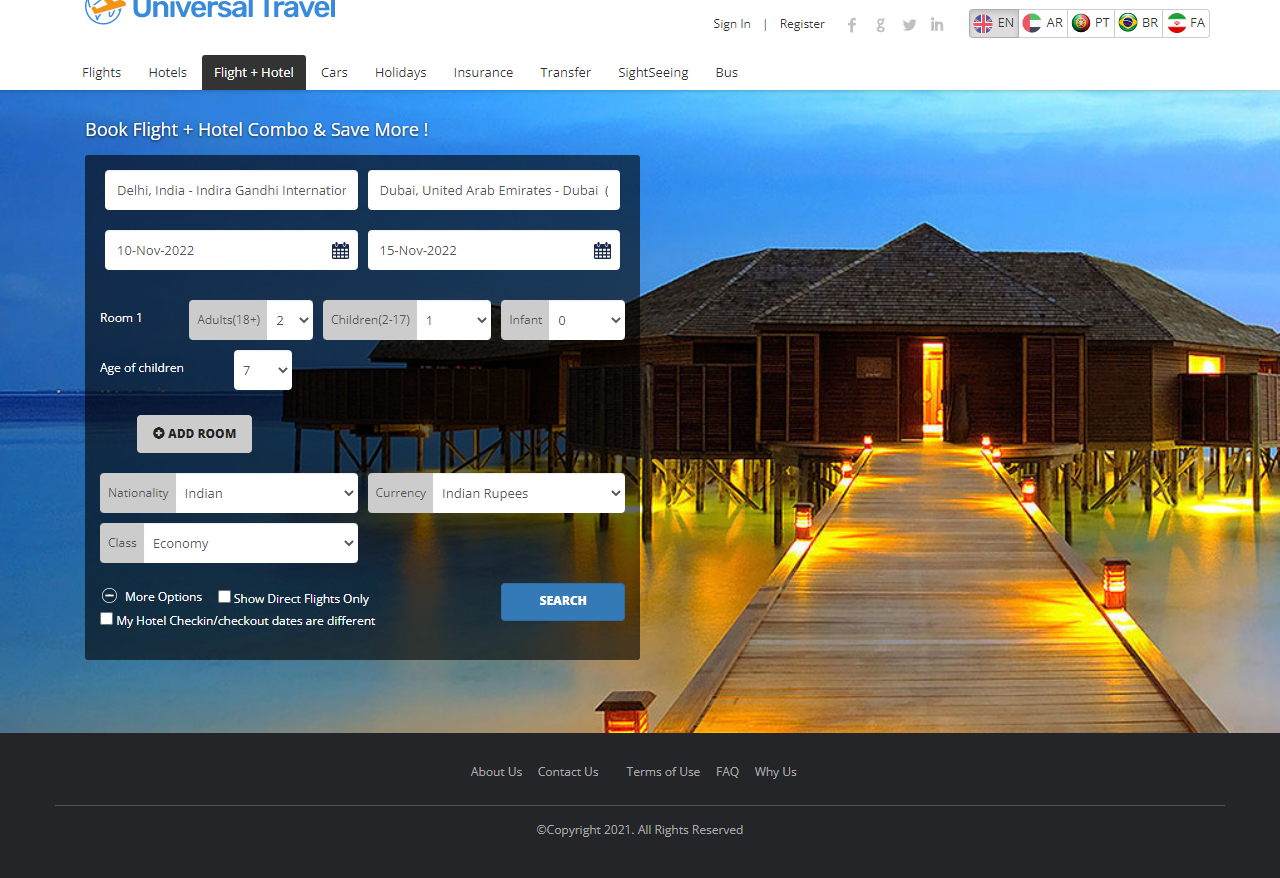 Universal Travel
Sign In | Register
EN AR PT BR FA
Flights Hotels Flight + Hotel Cars Holidays Insurance Transfer SightSeeing Bus
Book Flight + Hotel Combo & Save More !
Delhi, India - Indira Gandhi Internation Dubai, United Arab Emirates - Dubai (
10-Nov-2022 15-Nov-2022
Room 1 Adults(18+) 2 Children(2-17) 1 Infant 0
Age of children 7
ADD ROOM
Nationality Indian Currency Indian Rupees
Class Economy
More Options Show Direct Flights Only SEARCH
My Hotel Checkin/checkout dates are different
About Us Contact Us Terms of Use FAQ Why Us
©Copyright 2021. All Rights Reserved